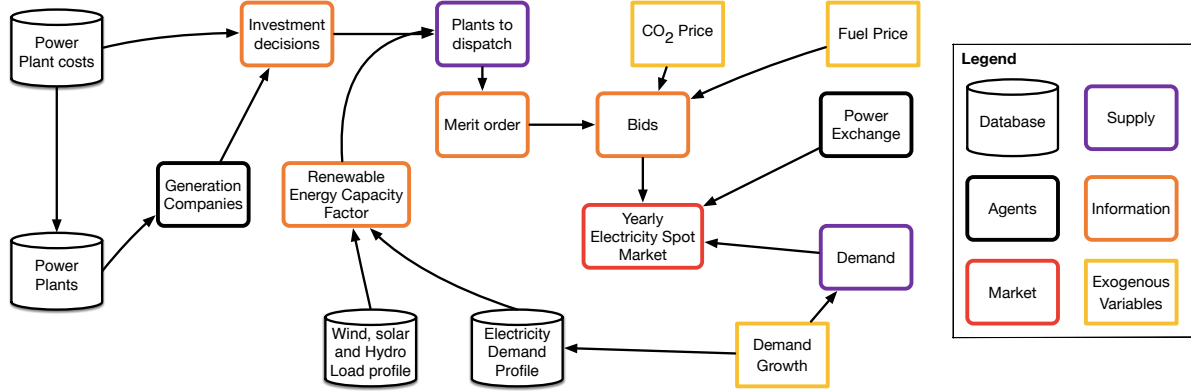 Power
Plant costs
Investment
decisions
Plants to
dispatch
CO2 Price
Fuel Price
Merit order
Bids
Power
Exchange
Generation
Companies
Renewable
Energy Capacity
Factor
Yearly
Electricity Spot
Market
Demand
Power
Plants
Wind, solar
and Hydro
Load profile
Electricity
Demand
Profile
Demand
Growth
Legend
Database
Supply
Agents
Information
Market
Exogenous
Variables